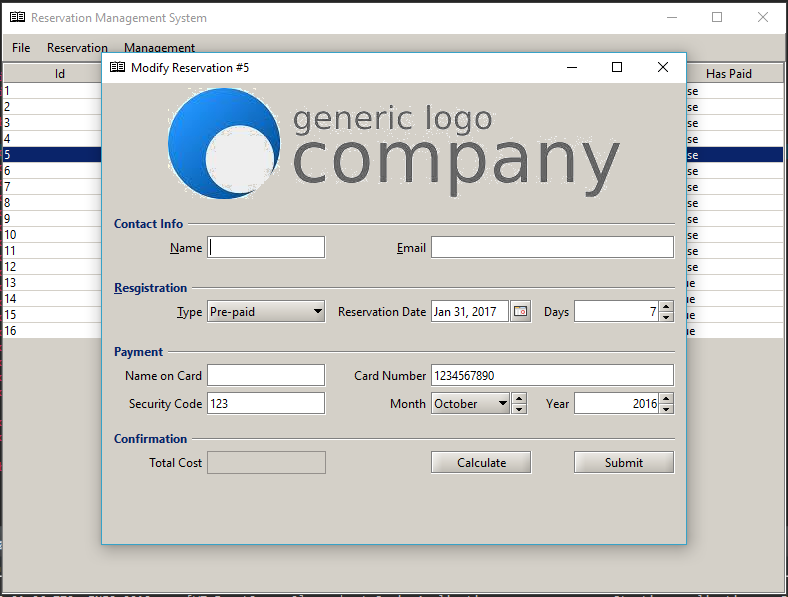 Reservation Management System
File Reservation Management
Id Has Paid
Modify Reservation #5
generic logo
company
Contact Info
Name Email
Resgistration
Type Pre-paid Reservation Date Jan 31, 2017 Days 7
Payment
Name on Card Card Number 1234567890
Security Code 123 Month October Year 2016
Confirmation
Total Cost Calculate Submit
1 se
2 se
3 se
4 se
5 se
6 se
7 se
8 se
9 se
10 se
11 se
12 se
13 ue
14 ue
15 ue
16 ue